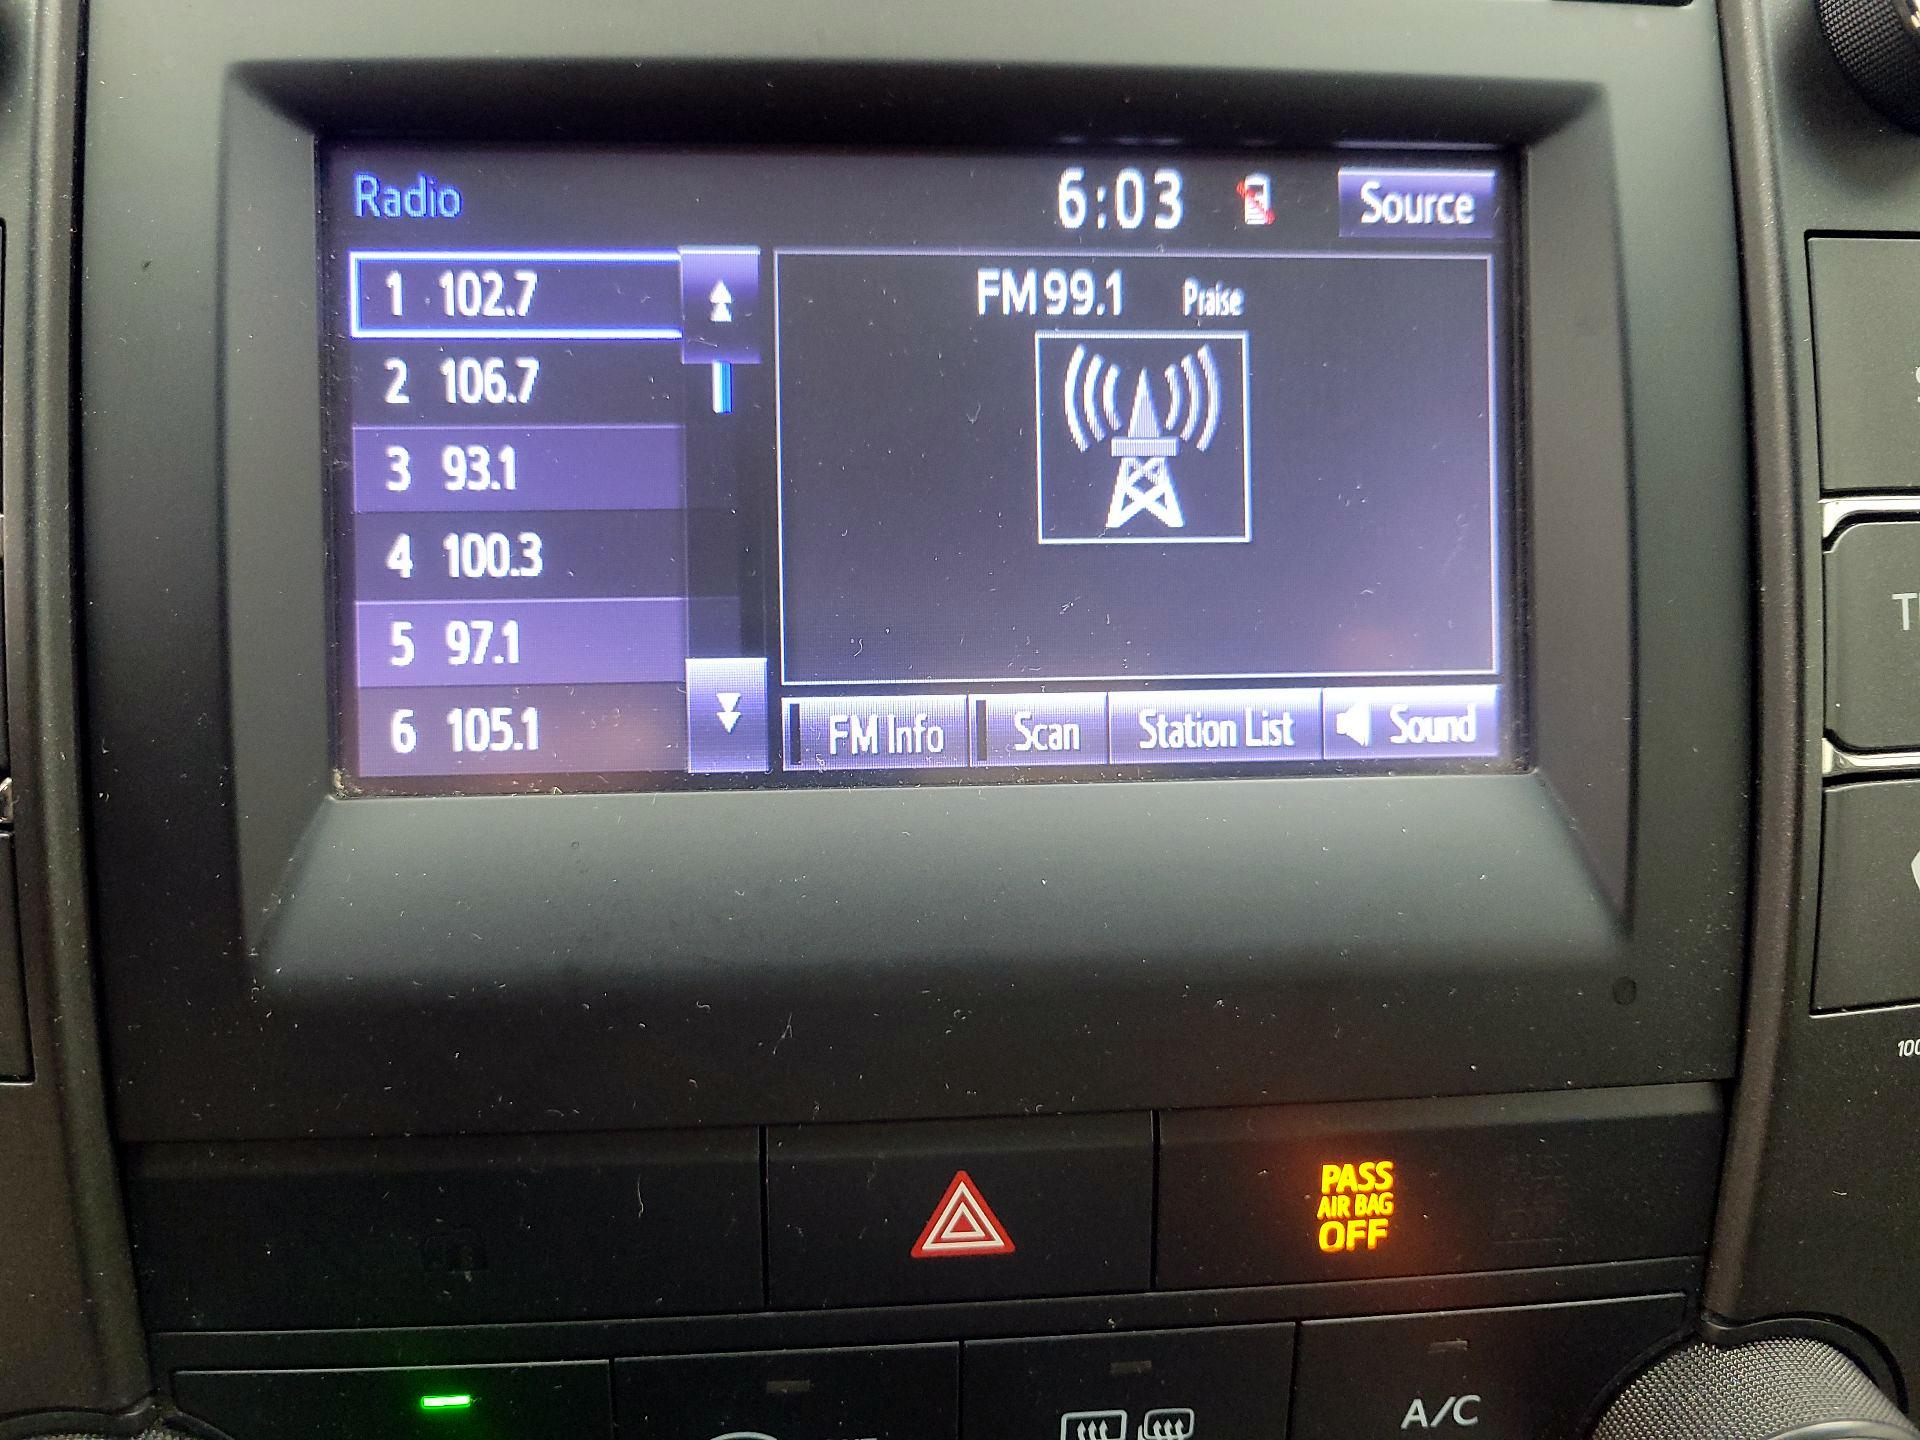 Radio 6:03 Source
1 102.7
2 106.7
3 93.1
4 100.3
5 97.1
6 105.1
FM 99.1 Praise
FM Info Scan Station List Sound
PASS
AIR BAG
OFF
A/C